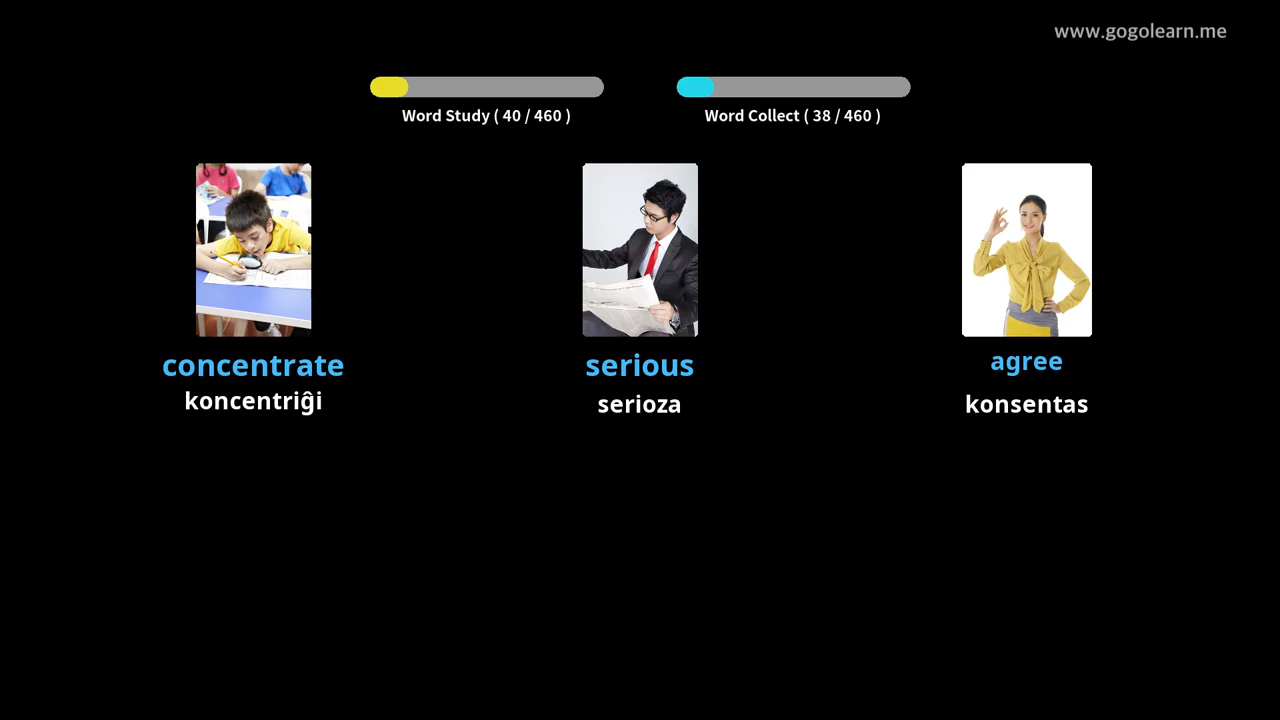 www.gogolearn.me
Word Study ( 40 / 460 )
Word Collect ( 38 / 460 )
concentrate
koncentriĝi
serious
serioza
agree
konsentas